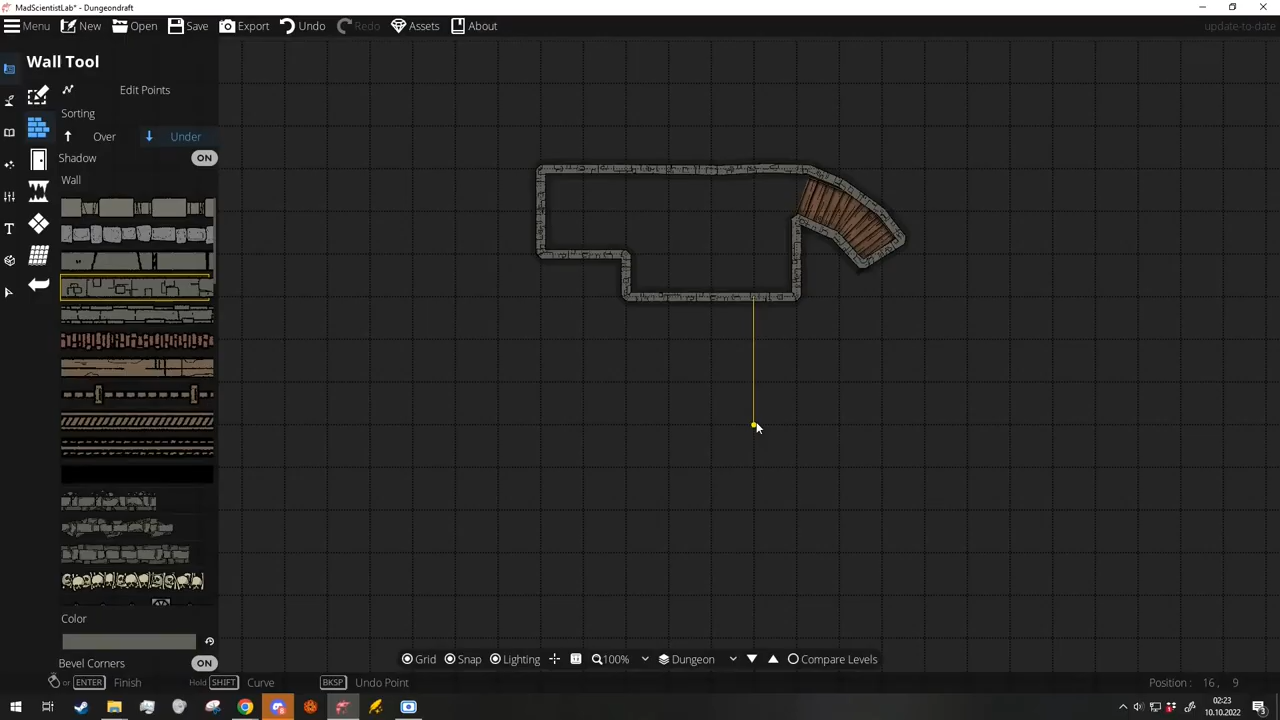 MadScientistLab* - Dungeondraft
Menu New Open Save Export Undo Redo Assets About update-to-date
Wall Tool
Edit Points
Sorting
Over Under
Shadow ON
Wall
Color
Bevel Corners ON
Grid Snap Lighting 100% Dungeon Compare Levels
or ENTER Finish Hold SHIFT Curve BKSP Undo Point Position : 16 , 9
02:23
10.10.2022